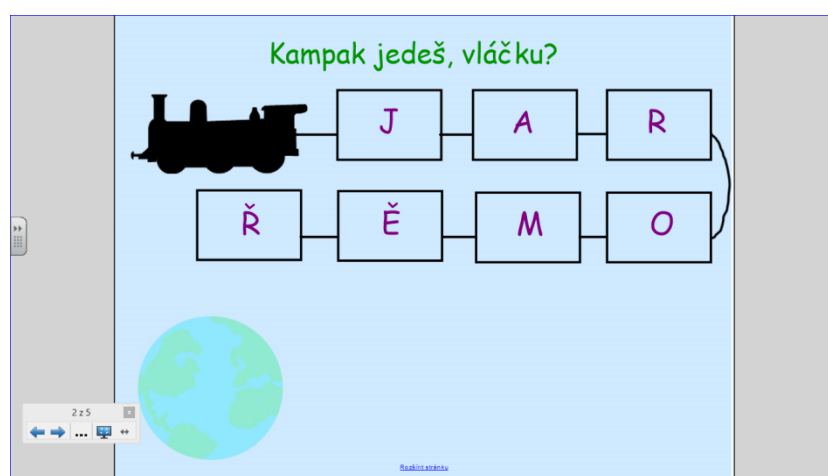 Kampak jedeš, vláčku?
J A R
Ř Ě M O
2 z 5
Rozšířit stránku